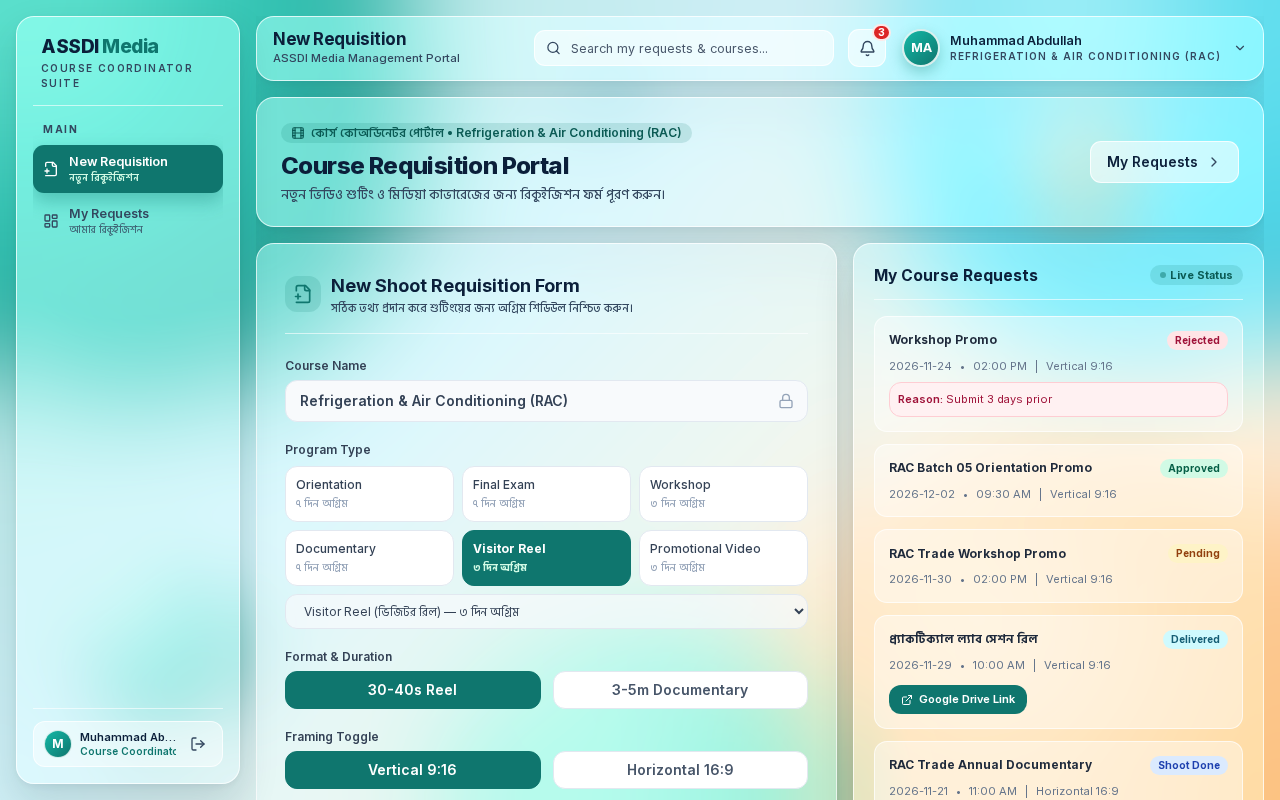 ASSDI Media
COURSE COORDINATOR
SUITE
MAIN
New Requisition
নতুন রিকুইজিশন
My Requests
আমার রিকুইজিশন
M
Muhammad Ab...
Course Coordinato
New Requisition
ASSDI Media Management Portal
Search my requests & courses...
3
MA
Muhammad Abdullah
REFRIGERATION & AIR CONDITIONING (RAC)
কোর্স কোঅর্ডিনেটর পোর্টাল • Refrigeration & Air Conditioning (RAC)
Course Requisition Portal
নতুন ভিডিও শুটিং ও মিডিয়া কাভারেজের জন্য রিকুইজিশন ফর্ম পূরণ করুন।
My Requests
New Shoot Requisition Form
সঠিক তথ্য প্রদান করে শুটিংয়ের জন্য অগ্রিম শিডিউল নিশ্চিত করুন।
Course Name
Refrigeration & Air Conditioning (RAC)
Program Type
Orientation
৭ দিন অগ্রিম
Final Exam
৭ দিন অগ্রিম
Workshop
৩ দিন অগ্রিম
Documentary
৭ দিন অগ্রিম
Visitor Reel
৩ দিন অগ্রিম
Promotional Video
৩ দিন অগ্রিম
Visitor Reel (ভিজিটর রিল) — ৩ দিন অগ্রিম
Format & Duration
30-40s Reel
3-5m Documentary
Framing Toggle
Vertical 9:16
Horizontal 16:9
My Course Requests
Live Status
Workshop Promo
Rejected
2026-11-24 • 02:00 PM | Vertical 9:16
Reason: Submit 3 days prior
RAC Batch 05 Orientation Promo
Approved
2026-12-02 • 09:30 AM | Vertical 9:16
RAC Trade Workshop Promo
Pending
2026-11-30 • 02:00 PM | Vertical 9:16
প্র্যাকটিক্যাল ল্যাব সেশন রিল
Delivered
2026-11-29 • 10:00 AM | Vertical 9:16
Google Drive Link
RAC Trade Annual Documentary
Shoot Done
2026-11-21 • 11:00 AM | Horizontal 16:9